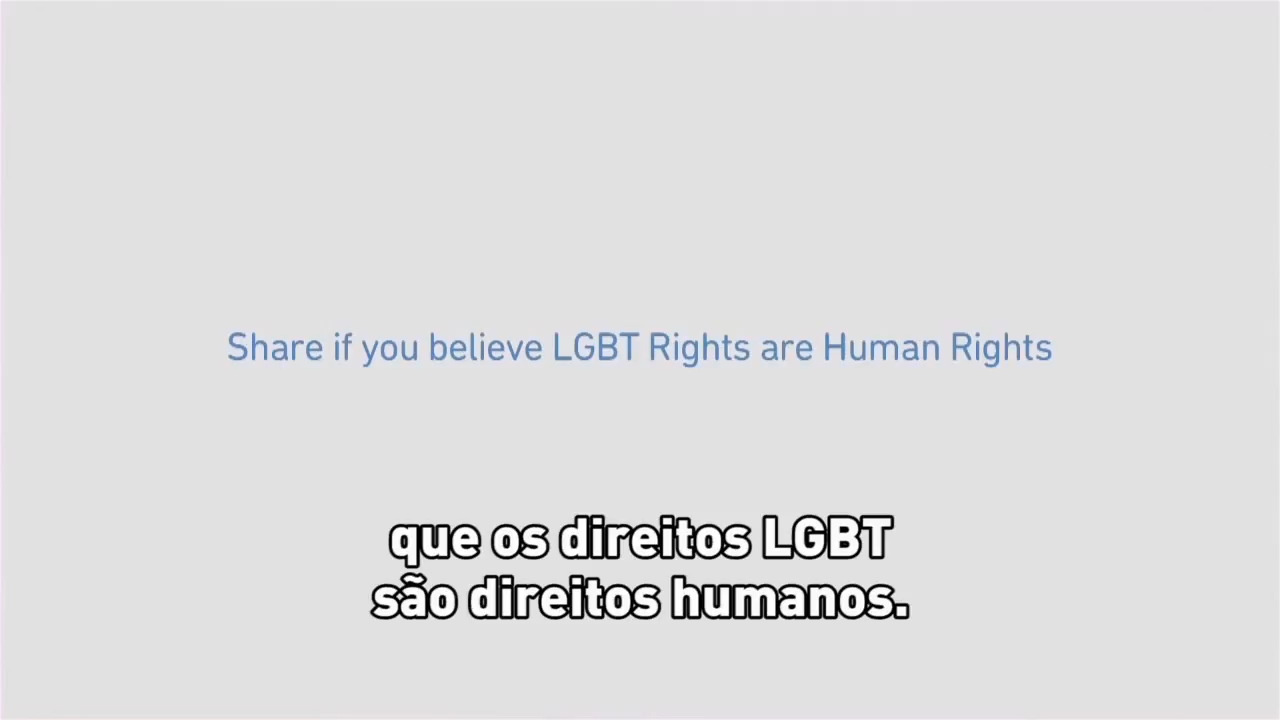 Share if you believe LGBT Rights are Human Rights
que os direitos LGBT
são direitos humanos.